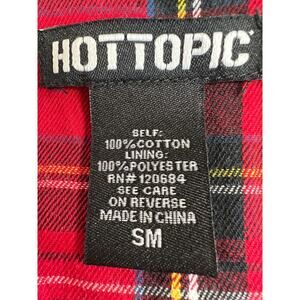 HOTTOPIC
SELF:
100%COTTON
LINING:
100%POLYESTER
RN#120684
SEE CARE
ON REVERSE
MADE IN CHINA
SM